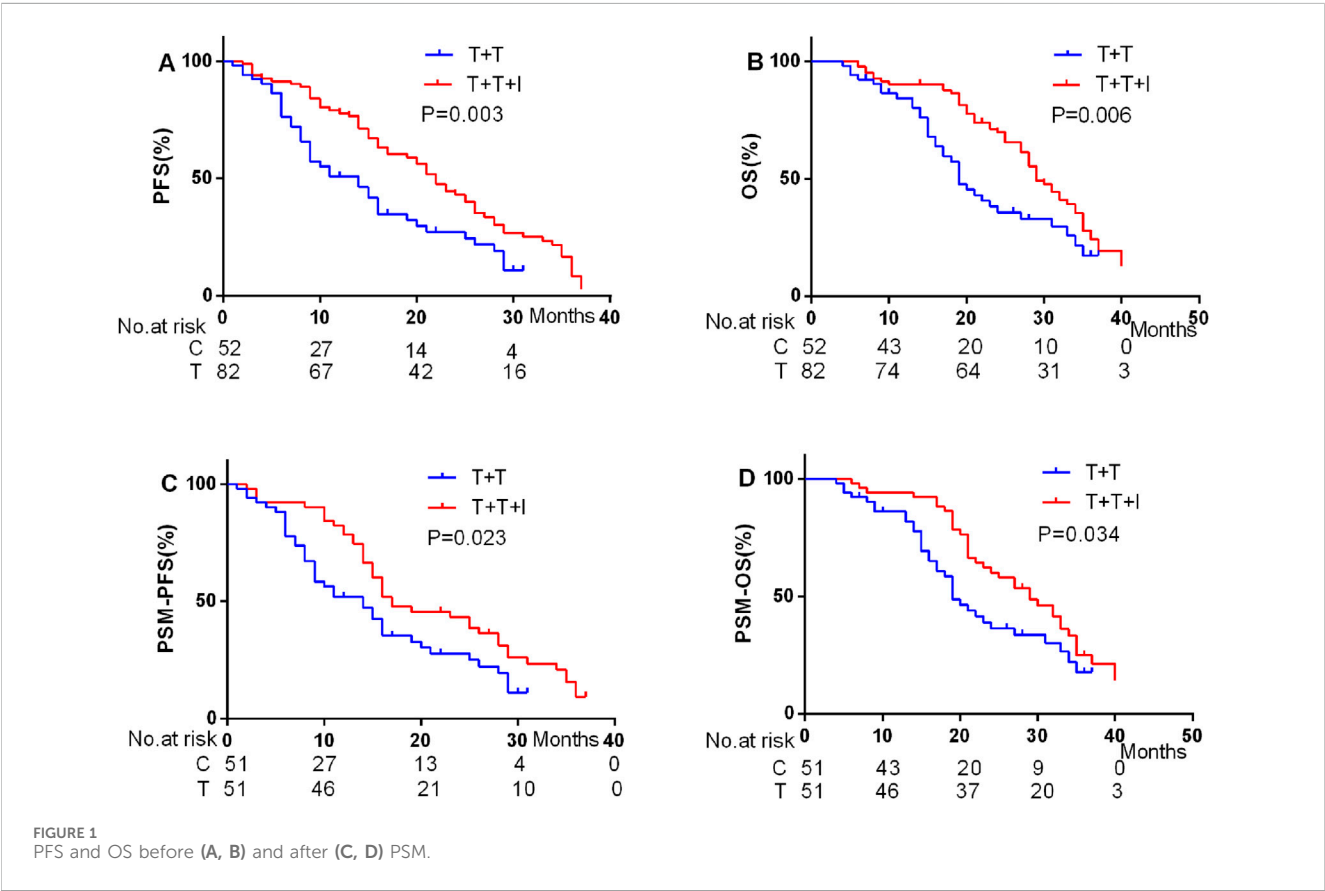 A
PFS(%)
100
50
0
T+T
T+T+I
P=0.003
0 10 20 30 Months 40
No.at risk
C 52 27 14 4
T 82 67 42 16
B
OS(%)
100
50
0
T+T
T+T+I
P=0.006
0 10 20 30 40 50
Months
No.at risk
C 52 43 20 10 0
T 82 74 64 31 3
C
PSM-PFS(%)
100
50
0
T+T
T+T+I
P=0.023
0 10 20 30 Months 40
No.at risk
C 51 27 13 4 0
T 51 46 21 10 0
D
PSM-OS(%)
100
50
0
T+T
T+T+I
P=0.034
0 10 20 30 40 50
Months
No.at risk
C 51 43 20 9 0
T 51 46 37 20 3
FIGURE 1
PFS and OS before (A, B) and after (C, D) PSM.